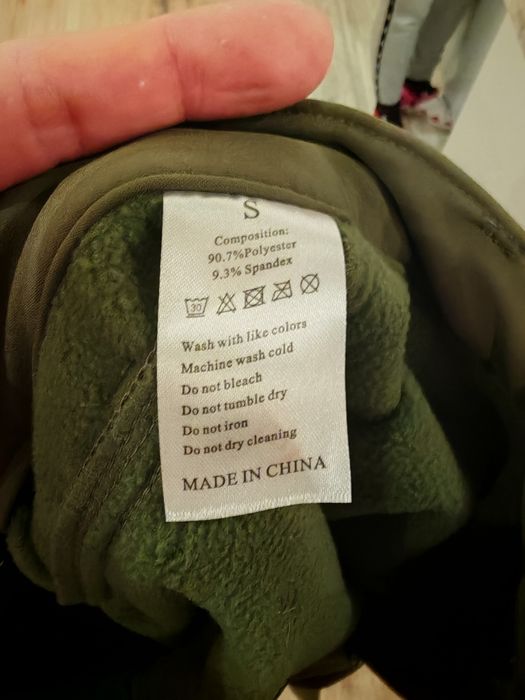 S
Composition:
90.7%Polyester
9.3% Spandex
30
Wash with like colors
Machine wash cold
Do not bleach
Do not tumble dry
Do not iron
Do not dry cleaning
MADE IN CHINA